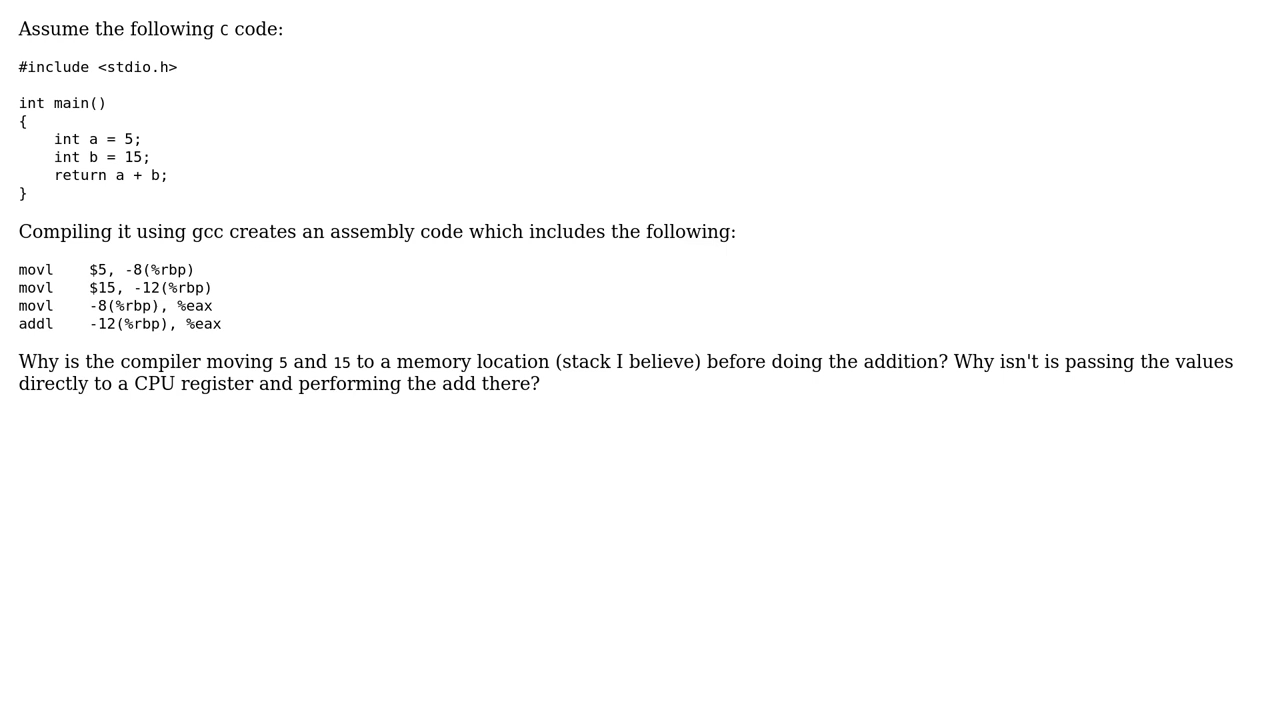 Assume the following C code:
#include <stdio.h>
int main()
{
    int a = 5;
    int b = 15;
    return a + b;
}
Compiling it using gcc creates an assembly code which includes the following:
movl    $5, -8(%rbp)
movl    $15, -12(%rbp)
movl    -8(%rbp), %eax
addl    -12(%rbp), %eax
Why is the compiler moving 5 and 15 to a memory location (stack I believe) before doing the addition? Why isn't is passing the values
directly to a CPU register and performing the add there?